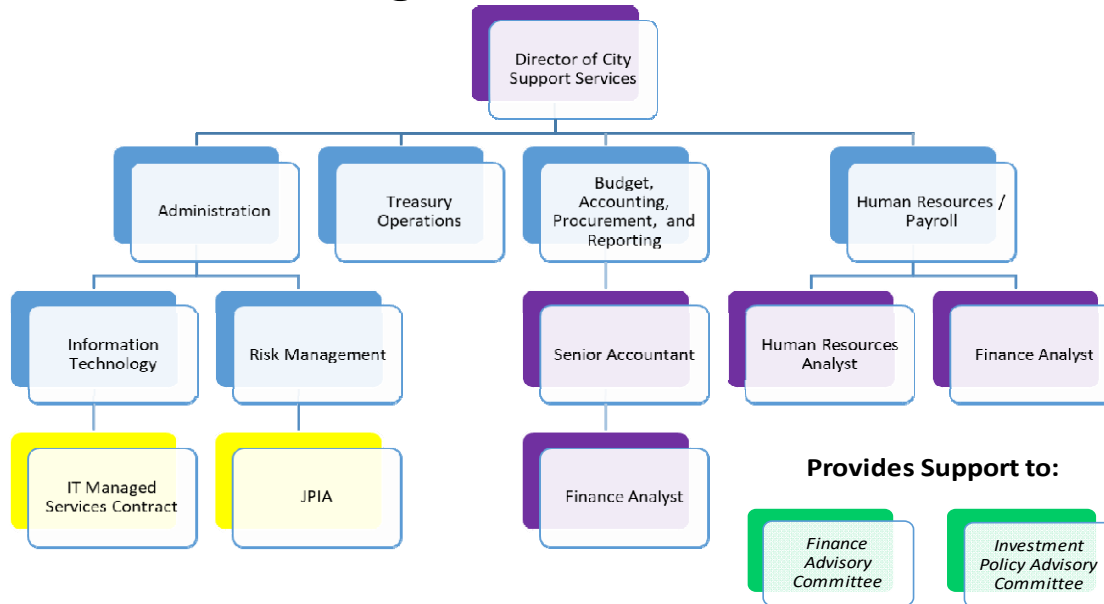 Director of City
Support Services
Administration
Treasury
Operations
Budget,
Accounting,
Procurement, and
Reporting
Human Resources /
Payroll
Information
Technology
Risk Management
Senior Accountant
Human Resources
Analyst
Finance Analyst
IT Managed
Services Contract
JPIA
Finance Analyst
Provides Support to:
Finance
Advisory
Committee
Investment
Policy Advisory
Committee